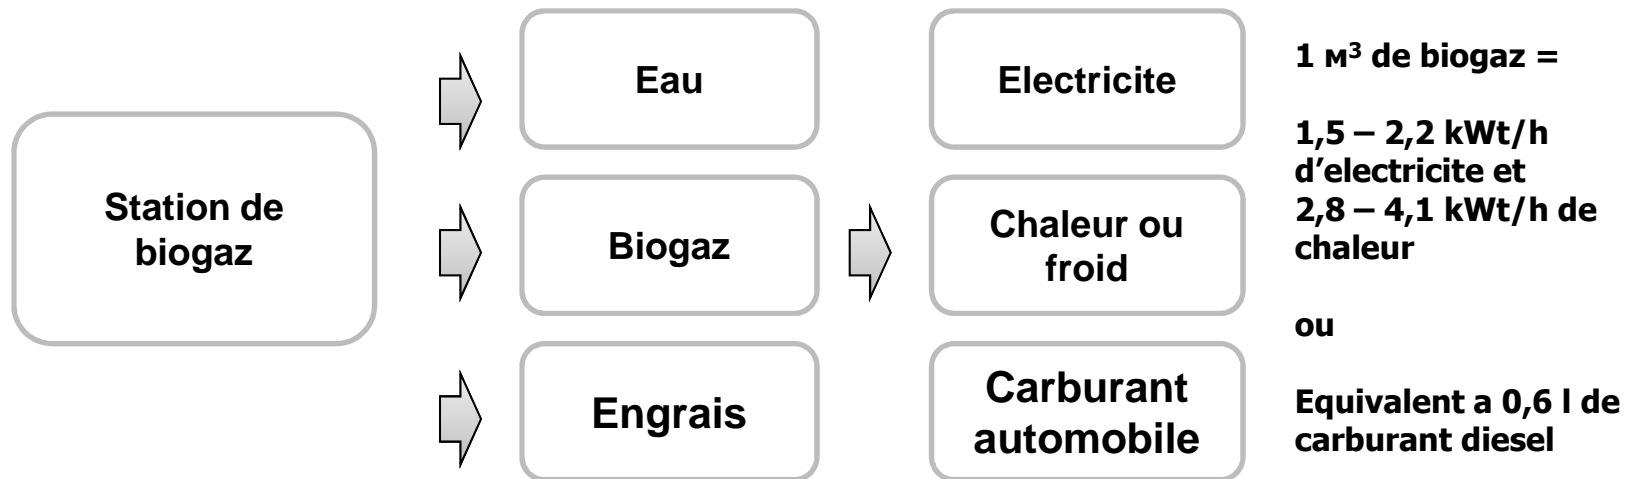 Station de
biogaz
Eau
Biogaz
Engrais
Electricite
Chaleur ou
froid
Carburant
automobile
1 м³ de biogaz =
1,5 – 2,2 kWt/h
d’electricite et
2,8 – 4,1 kWt/h de
chaleur
ou
Equivalent a 0,6 l de
carburant diesel